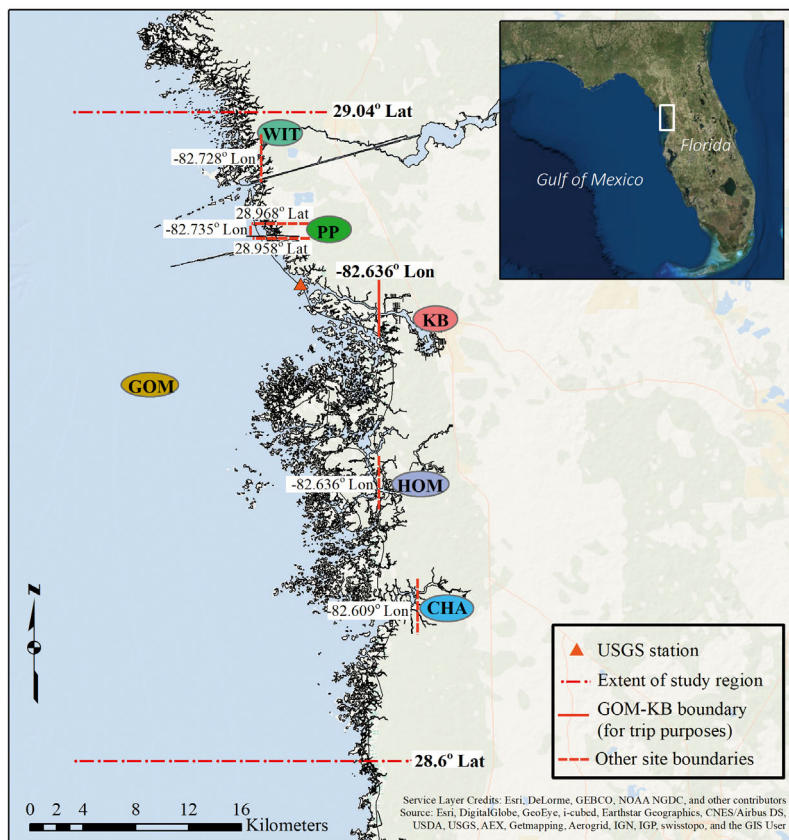 29.04° Lat
WIT
-82.728° Lon
28.968° Lat
-82.735° Lon
PP
28.958° Lat
-82.636° Lon
KB
GOM
-82.636° Lon
HOM
-82.609° Lon
CHA
28.6° Lat
Florida
Gulf of Mexico
N
USGS station
Extent of study region
GOM-KB boundary
(for trip purposes)
Other site boundaries
0 4 8 16
Kilometers
Service Layer Credits: Esri, DeLorme, GEBCO, NOAA NGDC, and other contributors
Source: Esri, DigitalGlobe, GeoEye, i-cubed, Earthstar Geographics, CNES/Airbus DS,
USDA, USGS, AEX, Getmapping, Aerogrid, IGN, IGP, swisstopo, and the GIS User